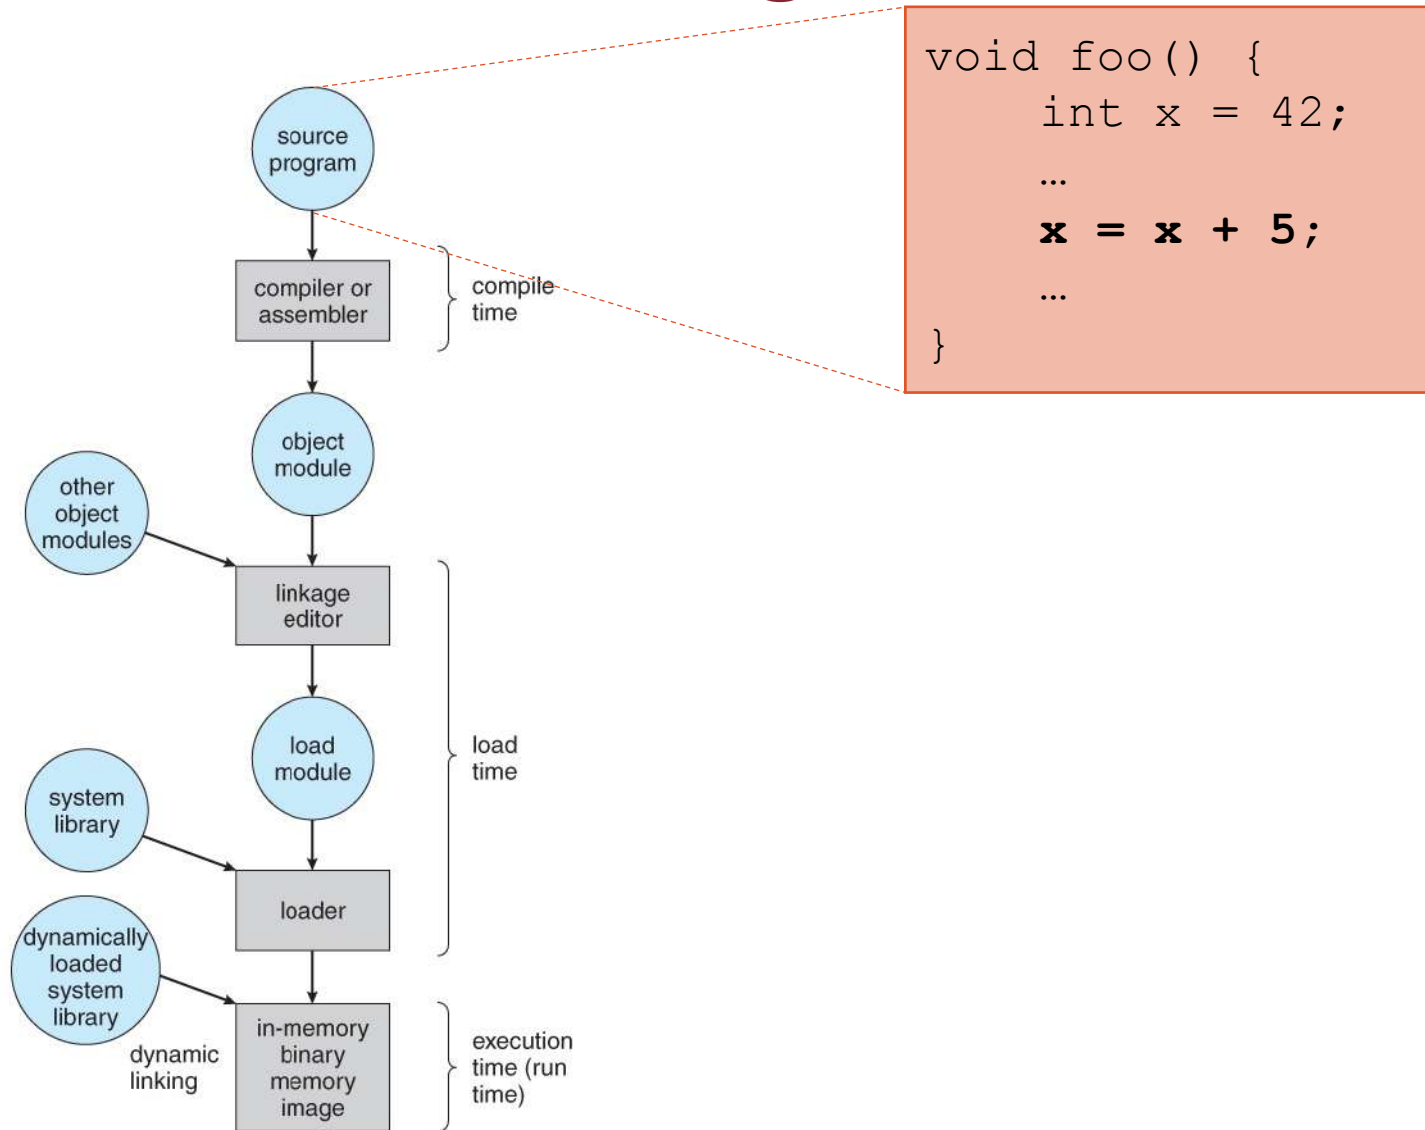 void foo() {
int x = 42;
…
x = x + 5;
…
}
source
program
compiler or
assembler
compile
time
object
module
other
object
modules
linkage
editor
load
module
load
time
system
library
loader
dynamically
loaded
system
library
dynamic
linking
in-memory
binary
memory
image
execution
time (run
time)